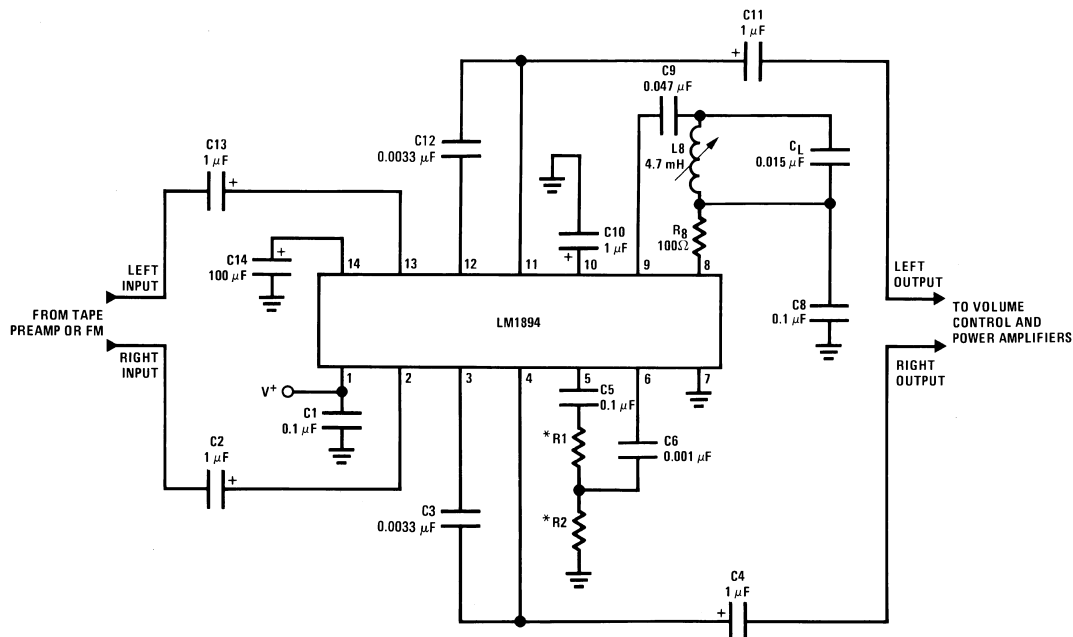 C11
1 μF
+
C9
0.047 μF
C12
0.0033 μF
L8
4.7 mH
CL
0.015 μF
C13
1 μF
+
C10
1 μF
+
R8
100Ω
C14
100 μF
+
14
13
12
11
10
9
8
LEFT
INPUT
FROM TAPE
PREAMP OR FM
RIGHT
INPUT
LM1894
C8
0.1 μF
LEFT
OUTPUT
TO VOLUME
CONTROL AND
POWER AMPLIFIERS
RIGHT
OUTPUT
1
2
3
4
5
6
7
V+
C1
0.1 μF
C5
0.1 μF
*R1
C6
0.001 μF
C2
1 μF
+
C3
0.0033 μF
*R2
C4
1 μF
+